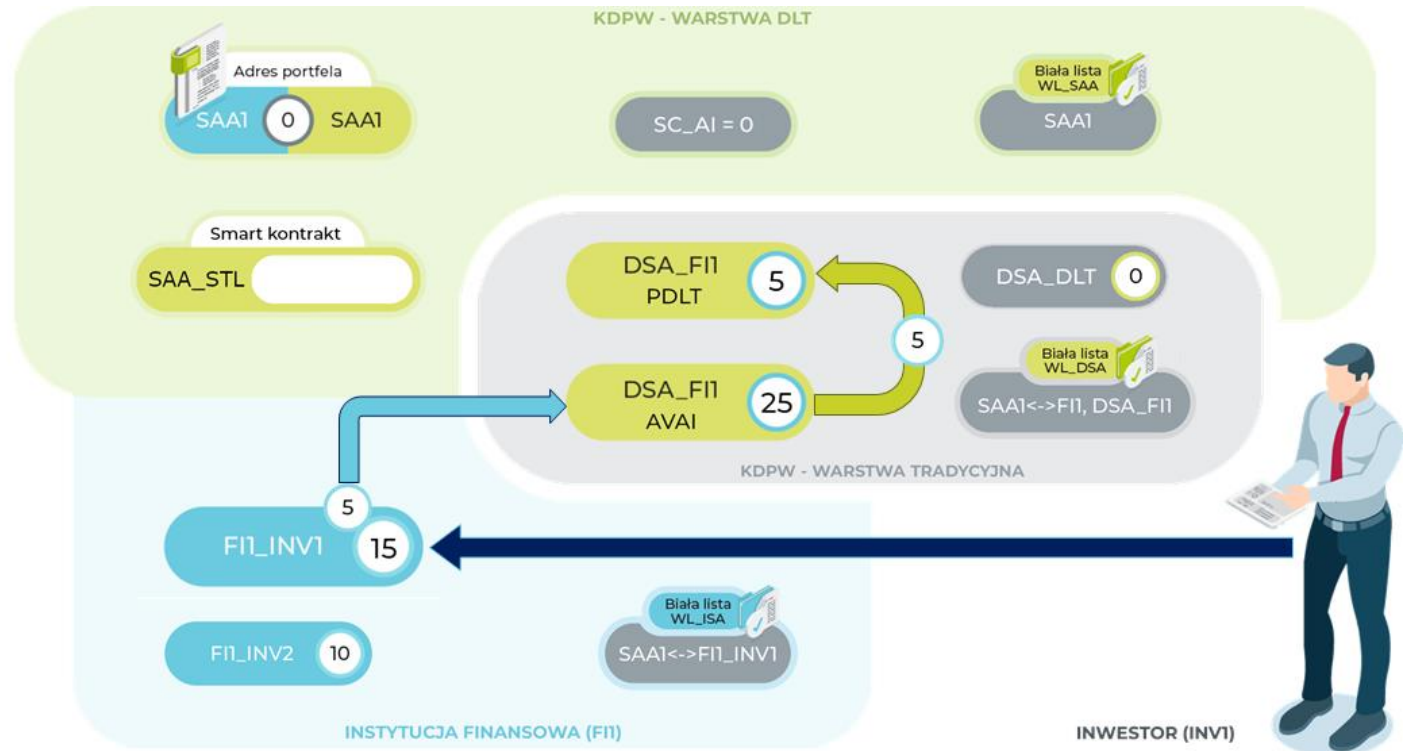 KDPW - WARSTWA DLT
Adres portfela
SAA1 0 SAA1
SC_AI = 0
Biała lista
WL_SAA
SAA1
Smart kontrakt
SAA_STL
DSA_FI1
PDLT
5
DSA_DLT 0
5
DSA_FI1
AVAI
25
Biała lista
WL_DSA
SAA1<->FI1, DSA_FI1
KDPW - WARSTWA TRADYCYJNA
5
FI1_INV1 15
FI1_INV2 10
Biała lista
WL_ISA
SAA1<->FI1_INV1
INSTYTUCJA FINANSOWA (FI1)
INWESTOR (INV1)